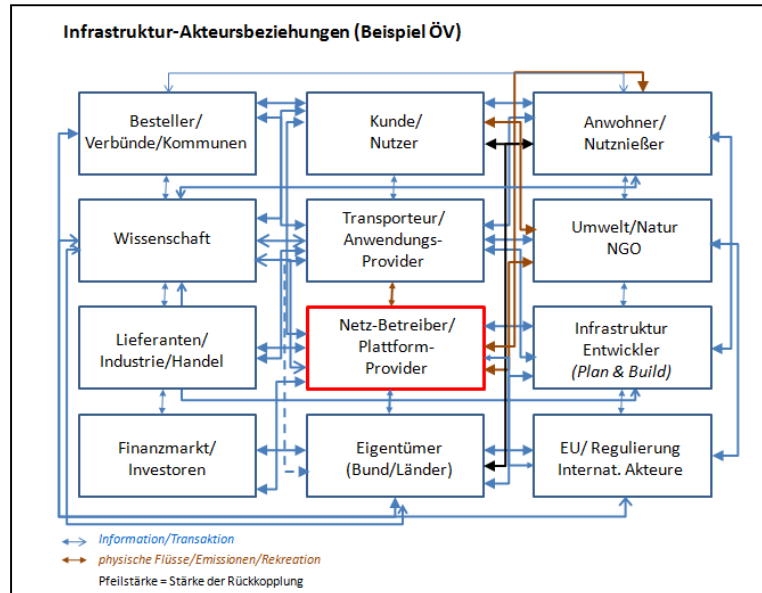 Infrastruktur-Akteursbeziehungen (Beispiel ÖV)
Besteller/
Verbünde/Kommunen
Kunde/
Nutzer
Anwohner/
Nutznießer
Wissenschaft
Transporteur/
Anwendungs-
Provider
Umwelt/Natur
NGO
Lieferanten/
Industrie/Handel
Netz-Betreiber/
Plattform-
Provider
Infrastruktur
Entwickler
(Plan & Build)
Finanzmarkt/
Investoren
Eigentümer
(Bund/Länder)
EU/ Regulierung
Internat. Akteure
Information/Transaktion
physische Flüsse/Emissionen/Rekreation
Pfeilstärke = Stärke der Rückkopplung